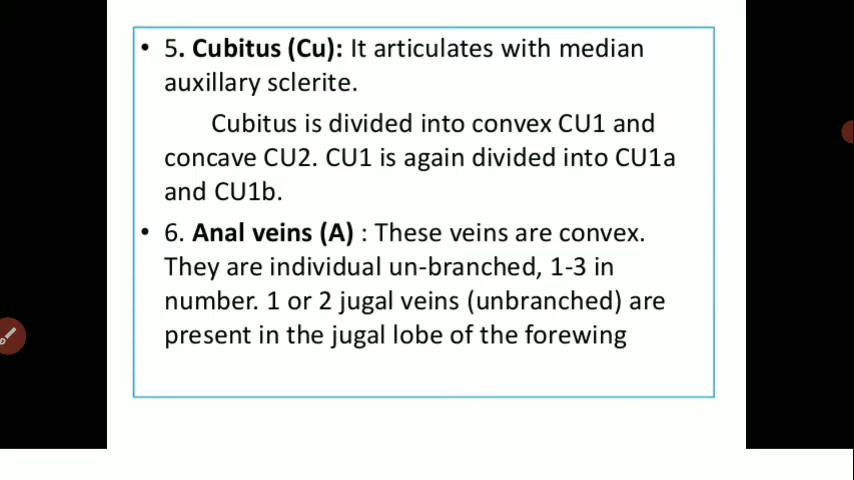 • 5. Cubitus (Cu): It articulates with median
auxillary sclerite.
Cubitus is divided into convex CU1 and
concave CU2. CU1 is again divided into CU1a
and CU1b.
• 6. Anal veins (A) : These veins are convex.
They are individual un-branched, 1-3 in
number. 1 or 2 jugal veins (unbranched) are
present in the jugal lobe of the forewing